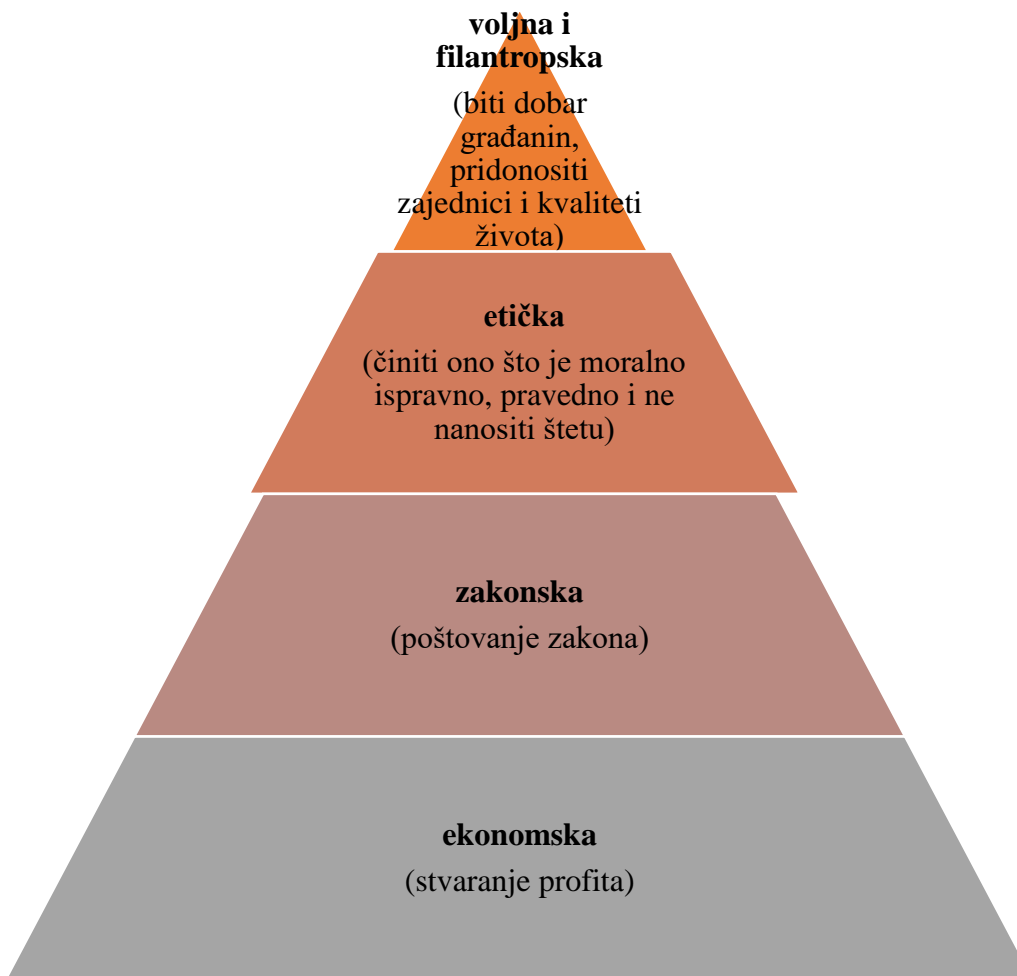 voljna i
filantropska
(biti dobar
građanin,
pridonositi
zajednici i kvaliteti
života)
etička
(činiti ono što je moralno
ispravno, pravedno i ne
nanositi štetu)
zakonska
(poštovanje zakona)
ekonomska
(stvaranje profita)